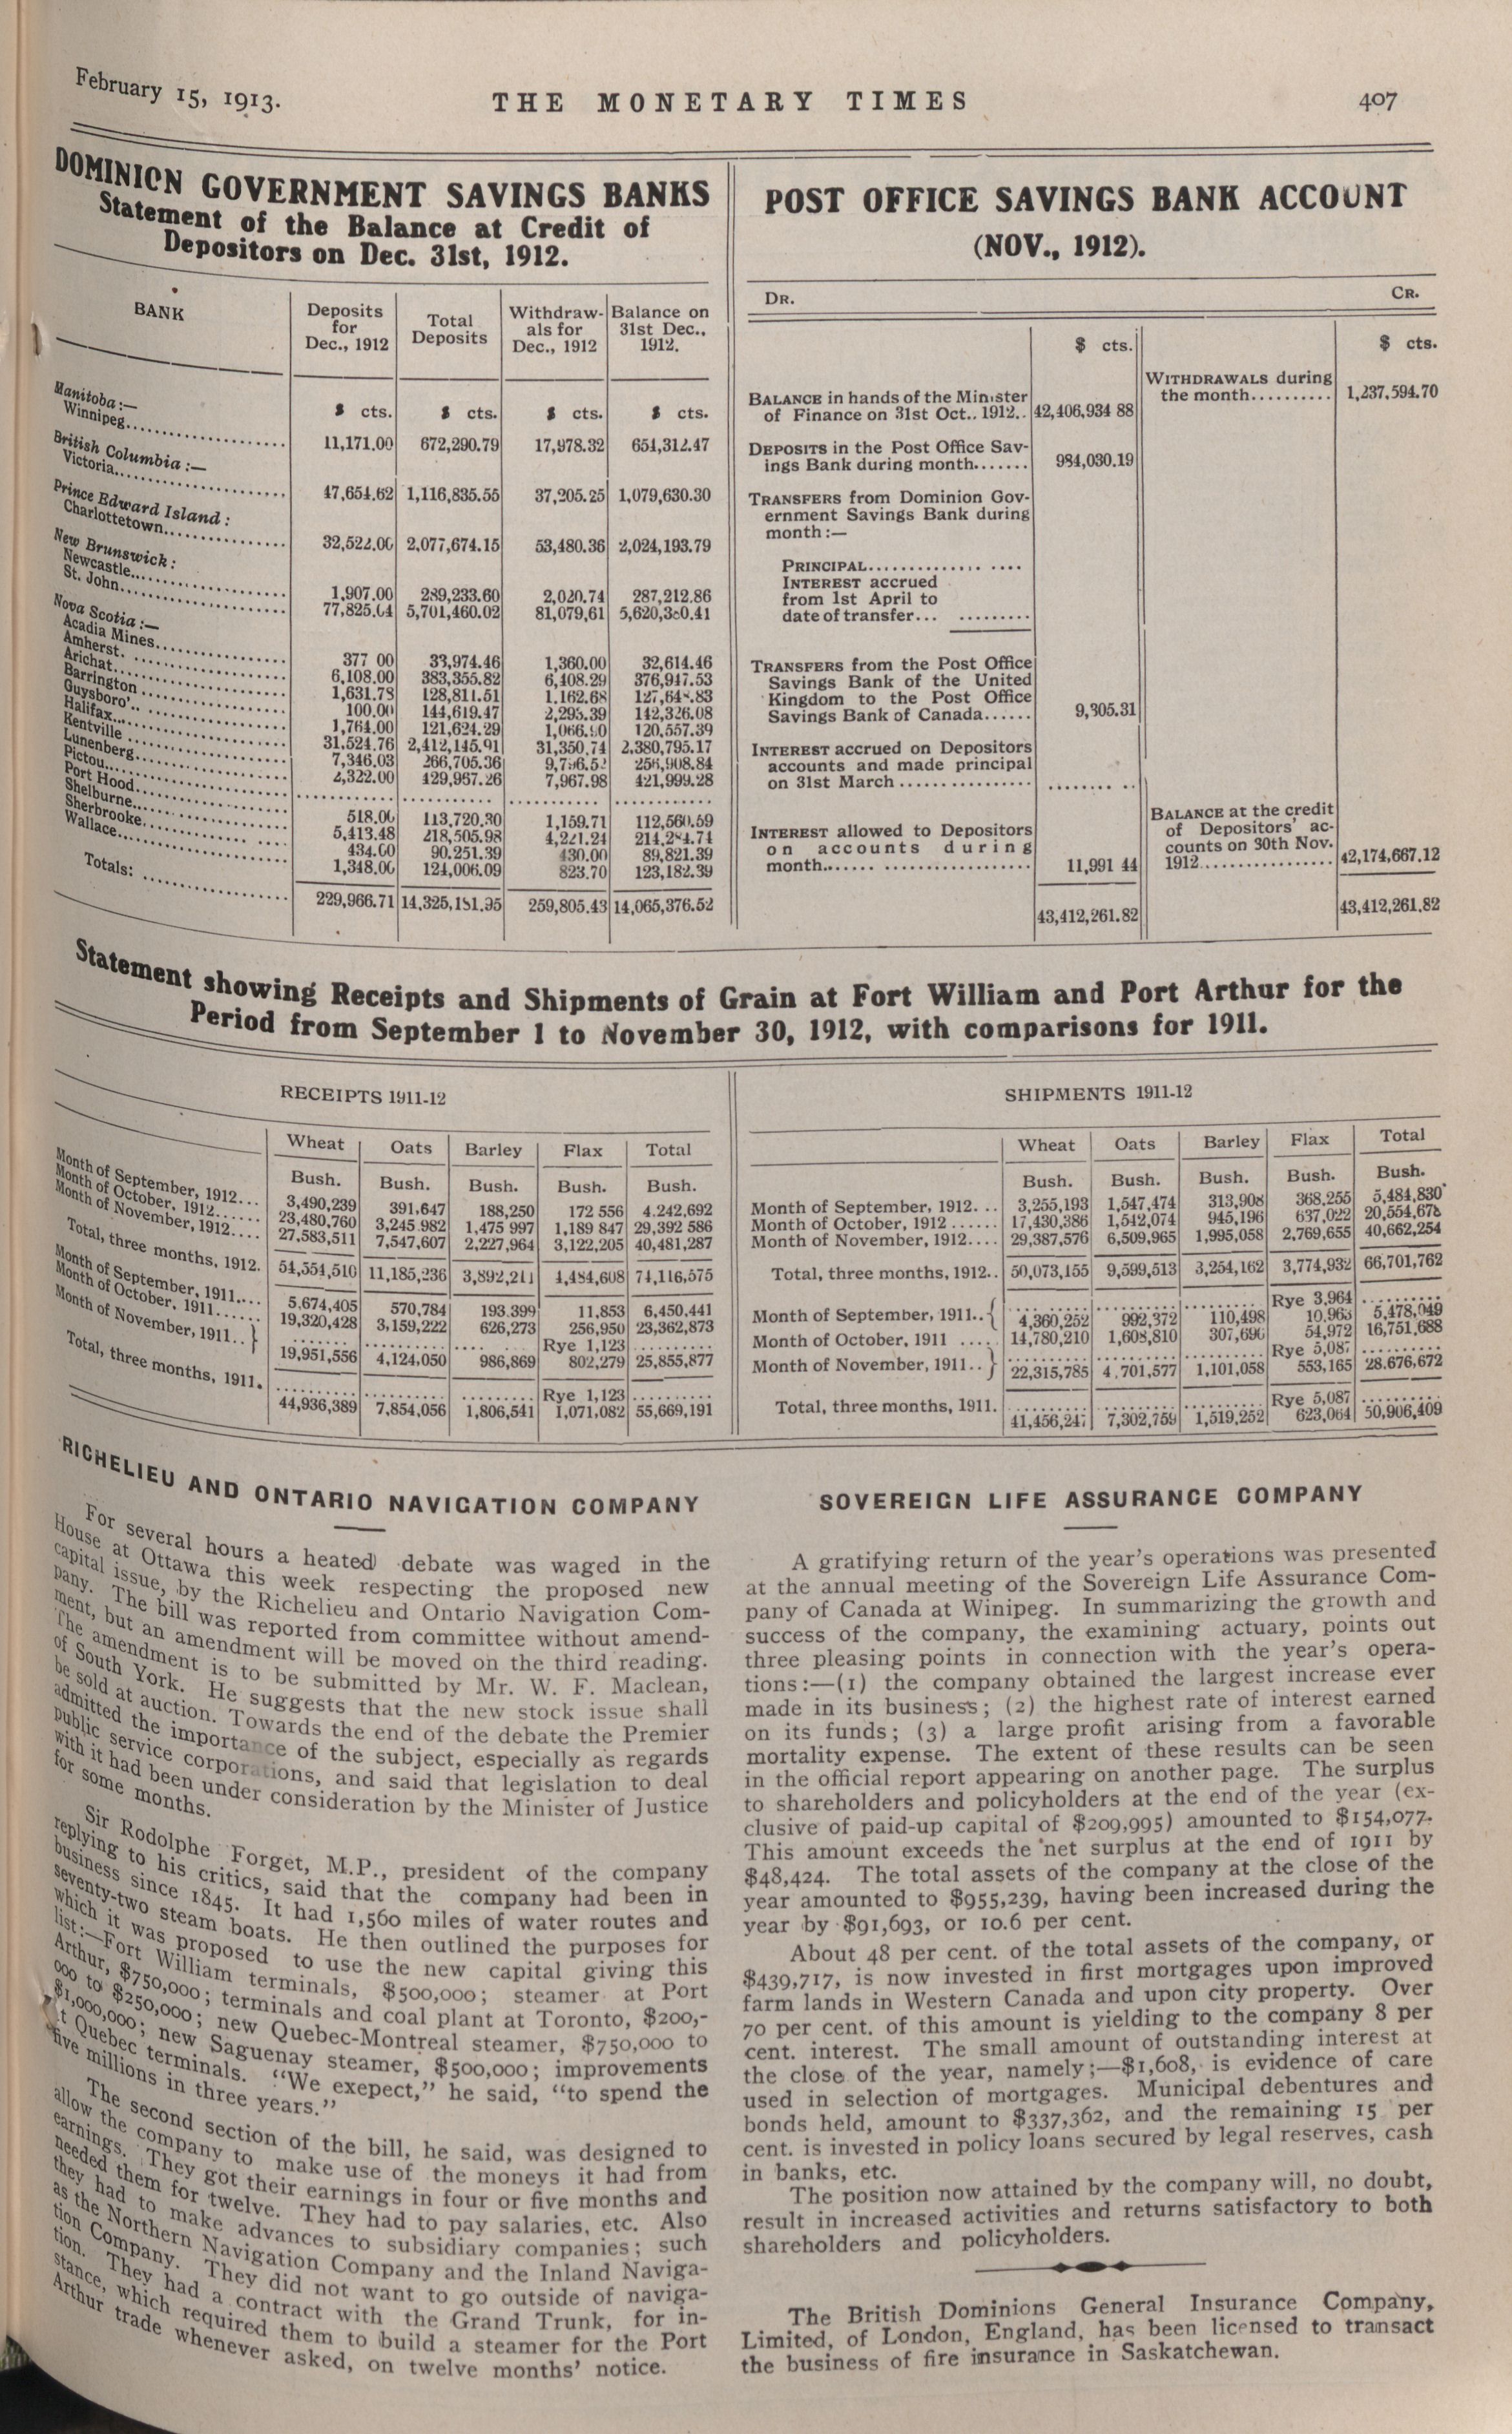 February 15, 1913.
THE MONETARY TIMES
407
DOMINION GOVERNMENT SAVINGS BANKS
Statement of the Balance at Credit of
Depositors on Dec. 31st, 1912.
BANK
Deposits for Dec., 1912
Total Deposits
Withdraw-als for Dec., 1912
Balance on 31st Dec., 1912.
$ cts. $ cts. $ cts. $ cts.
Manitoba:—
Winnipeg 11,171.00 672,290.79 17,978.32 654,312.47
British Columbia:—
Victoria 47,654.62 1,116,835.55 37,205.25 1,079,630.30
Prince Edward Island:
Charlottetown 32,522.00 2,077,674.15 53,480.36 2,024,193.79
New Brunswick:
Newcastle 1,907.00 289,233.60 2,020.74 287,212.86
St. John 77,825.04 5,701,460.02 81,079,61 5,620,380.41
Nova Scotia:—
Acadia Mines 377 00 33,974.46 1,360.00 32,614.46
Amherst 6,108.00 383,355.82 6,408.29 376,947.53
Arichat 1,631.73 128,811.51 1,162.68 127,648.83
Barrington 100.00 144,619.47 2,293.39 142,326.08
Guysboro' 1,764.00 121,624.29 1,066.90 120,557.39
Halifax 31,524.76 2,412,145.91 31,350.74 2,380,795.17
Kentville 7,346.03 266,705.36 9,796.52 256,908.84
Lunenberg 2,322.00 429,967.26 7,967.98 421,999.28
Pictou
Port Hood 518.00 113,720.30 1,159.71 112,560.59
Shelburne 5,413.48 218,505.98 4,221.24 214,284.74
Sherbrooke 434.00 90.251.39 430.00 89,821.39
Wallace 1,348.00 124,006.09 823.70 123,182.39
Totals: 229,966.71 14,325,181.95 259,805.43 14,065,376.52
POST OFFICE SAVINGS BANK ACCOUNT
(NOV., 1912).
DR.
CR.
$ cts.
$ cts.
BALANCE in hands of the Minister
of Finance on 31st Oct.. 1912.. 42,406,934 88
DEPOSITS in the Post Office Sav-
ings Bank during month....... 984,030.19
TRANSFERS from Dominion Gov-
ernment Savings Bank during
month:—
PRINCIPAL
INTEREST accrued
from 1st April to
date of transfer...
TRANSFERS from the Post Office
Savings Bank of the United
Kingdom to the Post Office
Savings Bank of Canada...... 9,305.31
INTEREST accrued on Depositors
accounts and made principal
on 31st March
INTEREST allowed to Depositors
on accounts during
month 11,991 44
43,412,261.82
WITHDRAWALS during
the month.......... 1,237,594.70
BALANCE at the credit
of Depositors' ac-
counts on 30th Nov.
1912 42,174,667.12
43,412,261.82
Statement showing Receipts and Shipments of Grain at Fort William and Port Arthur for the
Period from September 1 to November 30, 1912, with comparisons for 1911.
RECEIPTS 1911-12
Wheat Oats Barley Flax Total
Bush. Bush. Bush. Bush. Bush.
Month of September, 1912... 3,490,239 391,647 188,250 172 556 4.242,692
Month of October, 1912...... 23,480,760 3,245 982 1,475 997 1,189 847 29,392 586
Month of November, 1912.... 27,583,511 7,547,607 2,227,964 3,122,205 40,481,287
Total, three months, 1912. 54,554,510 11,185,236 3,892,211 4,484,608 74,116,575
Month of September, 1911.... 5.674,405 570,784 193.399 11,853 6,450.441
Month of October, 1911...... 19,320,428 3,159,222 626,273 256,950 23,362,873
Rye 1,123
Month of November, 1911.. } 19,951,556 4,124,050 986,869 802,279 25,855,877
Rye 1,123
Total, three months, 1911. 44,936,389 7,854,056 1,806,541 1,071,082 55,669,191
SHIPMENTS 1911-12
Wheat Oats Barley Flax Total
Bush. Bush. Bush. Bush. Bush.
Month of September, 1912... 3,255,193 1,547,474 313,908 368,255 5,484,830
Month of October, 1912...... 17,430,386 1,542,074 945,196 637,022 20,554,678
Month of November, 1912.... 29,387,576 6,509,965 1,995,058 2,769,655 40,662,254
Total, three months, 1912.. 50,073,155 9,599,513 3,254,162 3,774,932 66,701,762
Rye 3,964
Month of September, 1911.. { 4,360,252 992,372 110,498 10,963 5,478,049
Month of October, 1911 .... 14,780,210 1,608,810 307,696 54,972 16,751,688
Rye 5,087
Month of November, 1911.. } 22,315,785 4,701,577 1,101,058 553,165 28.676,672
Rye 5,087
Total, three months, 1911. 41,456,247 7,302,759 1,519,252 623,064 50,906,409
RICHELIEU AND ONTARIO NAVIGATION COMPANY
For several hours a heated debate was waged in the
House at Ottawa this week respecting the proposed new
capital issue, by the Richelieu and Ontario Navigation Com-
pany. The bill was reported from committee without amend-
ment, but an amendment will be moved on the third reading.
The amendment is to be submitted by Mr. W. F. Maclean,
of South York. He suggests that the new stock issue shall
be sold at auction. Towards the end of the debate the Premier
admitted the importance of the subject, especially as regards
public service corporations, and said that legislation to deal
with it had been under consideration by the Minister of Justice
for some months.
Sir Rodolphe Forget, M.P., president of the company
replying to his critics, said that the company had been in
business since 1845. It had 1,560 miles of water routes and
seventy-two steam boats. He then outlined the purposes for
which it was proposed to use the new capital giving this
list:—Fort William terminals, $500,000; steamer at Port
Arthur, $750,000; terminals and coal plant at Toronto, $200,-
000 to $250,000; new Quebec-Montreal steamer, $750,000 to
$1,000,000; new Saguenay steamer, $500,000; improvements
t Quebec terminals. "We exepect," he said, "to spend the
five millions in three years."
The second section of the bill, he said, was designed to
allow the company to make use of the moneys it had from
earnings. They got their earnings in four or five months and
needed them for twelve. They had to pay salaries, etc. Also
they had to make advances to subsidiary companies; such
as the Northern Navigation Company and the Inland Naviga-
tion Company. They did not want to go outside of naviga-
tion. They had a contract with the Grand Trunk, for in-
stance, which required them to build a steamer for the Port
Arthur trade whenever asked, on twelve months' notice.
SOVEREIGN LIFE ASSURANCE COMPANY
A gratifying return of the year's operations was presented
at the annual meeting of the Sovereign Life Assurance Com-
pany of Canada at Winipeg. In summarizing the growth and
success of the company, the examining actuary, points out
three pleasing points in connection with the year's opera-
tions:—(1) the company obtained the largest increase ever
made in its business; (2) the highest rate of interest earned
on its funds; (3) a large profit arising from a favorable
mortality expense. The extent of these results can be seen
in the official report appearing on another page. The surplus
to shareholders and policyholders at the end of the year (ex-
clusive of paid-up capital of $209,995) amounted to $154,077.
This amount exceeds the net surplus at the end of 1911 by
$48,424. The total assets of the company at the close of the
year amounted to $955,239, having been increased during the
year by $91,693, or 10.6 per cent.
About 48 per cent. of the total assets of the company, or
$439,717, is now invested in first mortgages upon improved
farm lands in Western Canada and upon city property. Over
70 per cent. of this amount is yielding to the company 8 per
cent. interest. The small amount of outstanding interest at
the close of the year, namely;—$1,608, is evidence of care
used in selection of mortgages. Municipal debentures and
bonds held, amount to $337,362, and the remaining 15 per
cent. is invested in policy loans secured by legal reserves, cash
in banks, etc.
The position now attained by the company will, no doubt,
result in increased activities and returns satisfactory to both
shareholders and policyholders.
The British Dominions General Insurance Company,
Limited, of London, England, has been licensed to transact
the business of fire insurance in Saskatchewan.